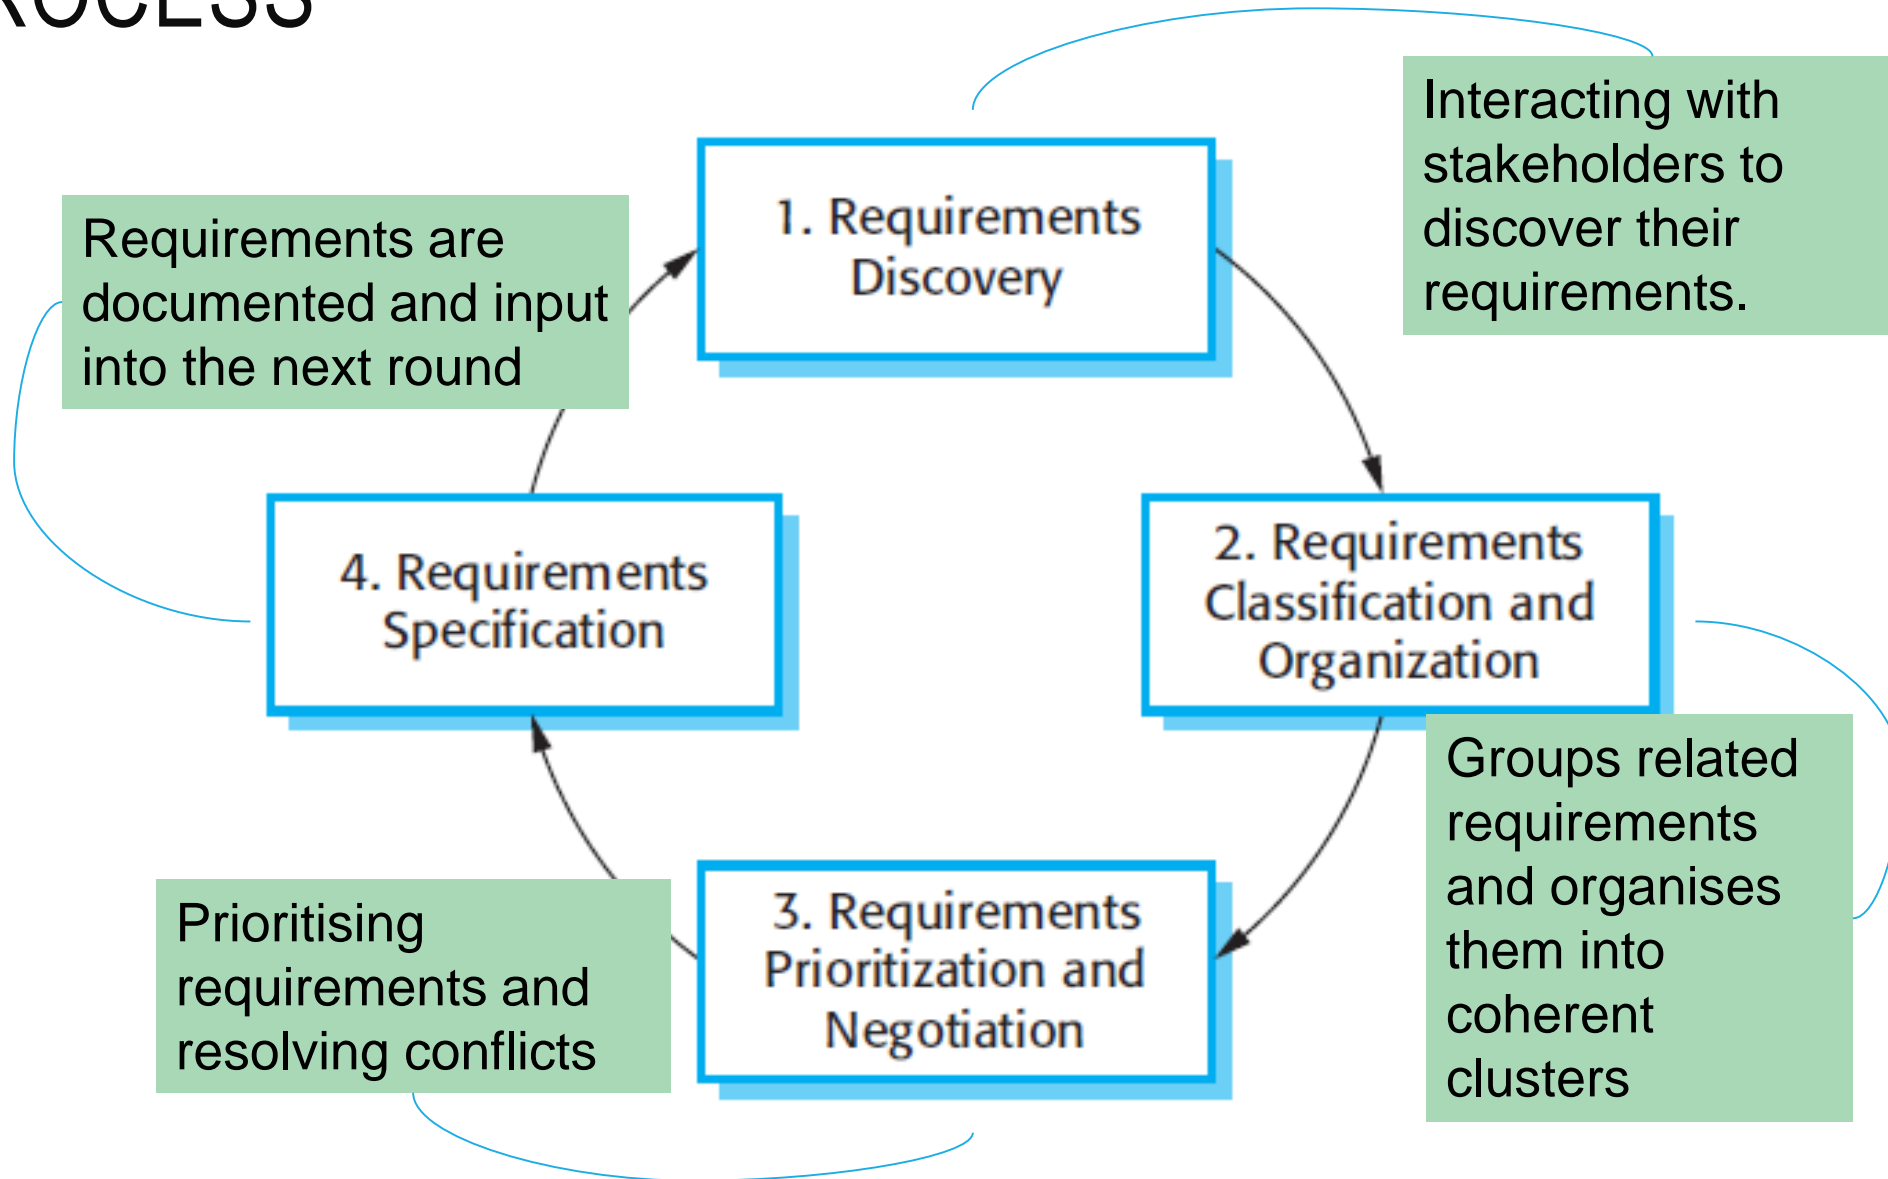 1. Requirements
Discovery
Interacting with
stakeholders to
discover their
requirements.
2. Requirements
Classification and
Organization
Groups related
requirements
and organises
them into
coherent
clusters
3. Requirements
Prioritization and
Negotiation
Prioritising
requirements and
resolving conflicts
4. Requirements
Specification
Requirements are
documented and input
into the next round